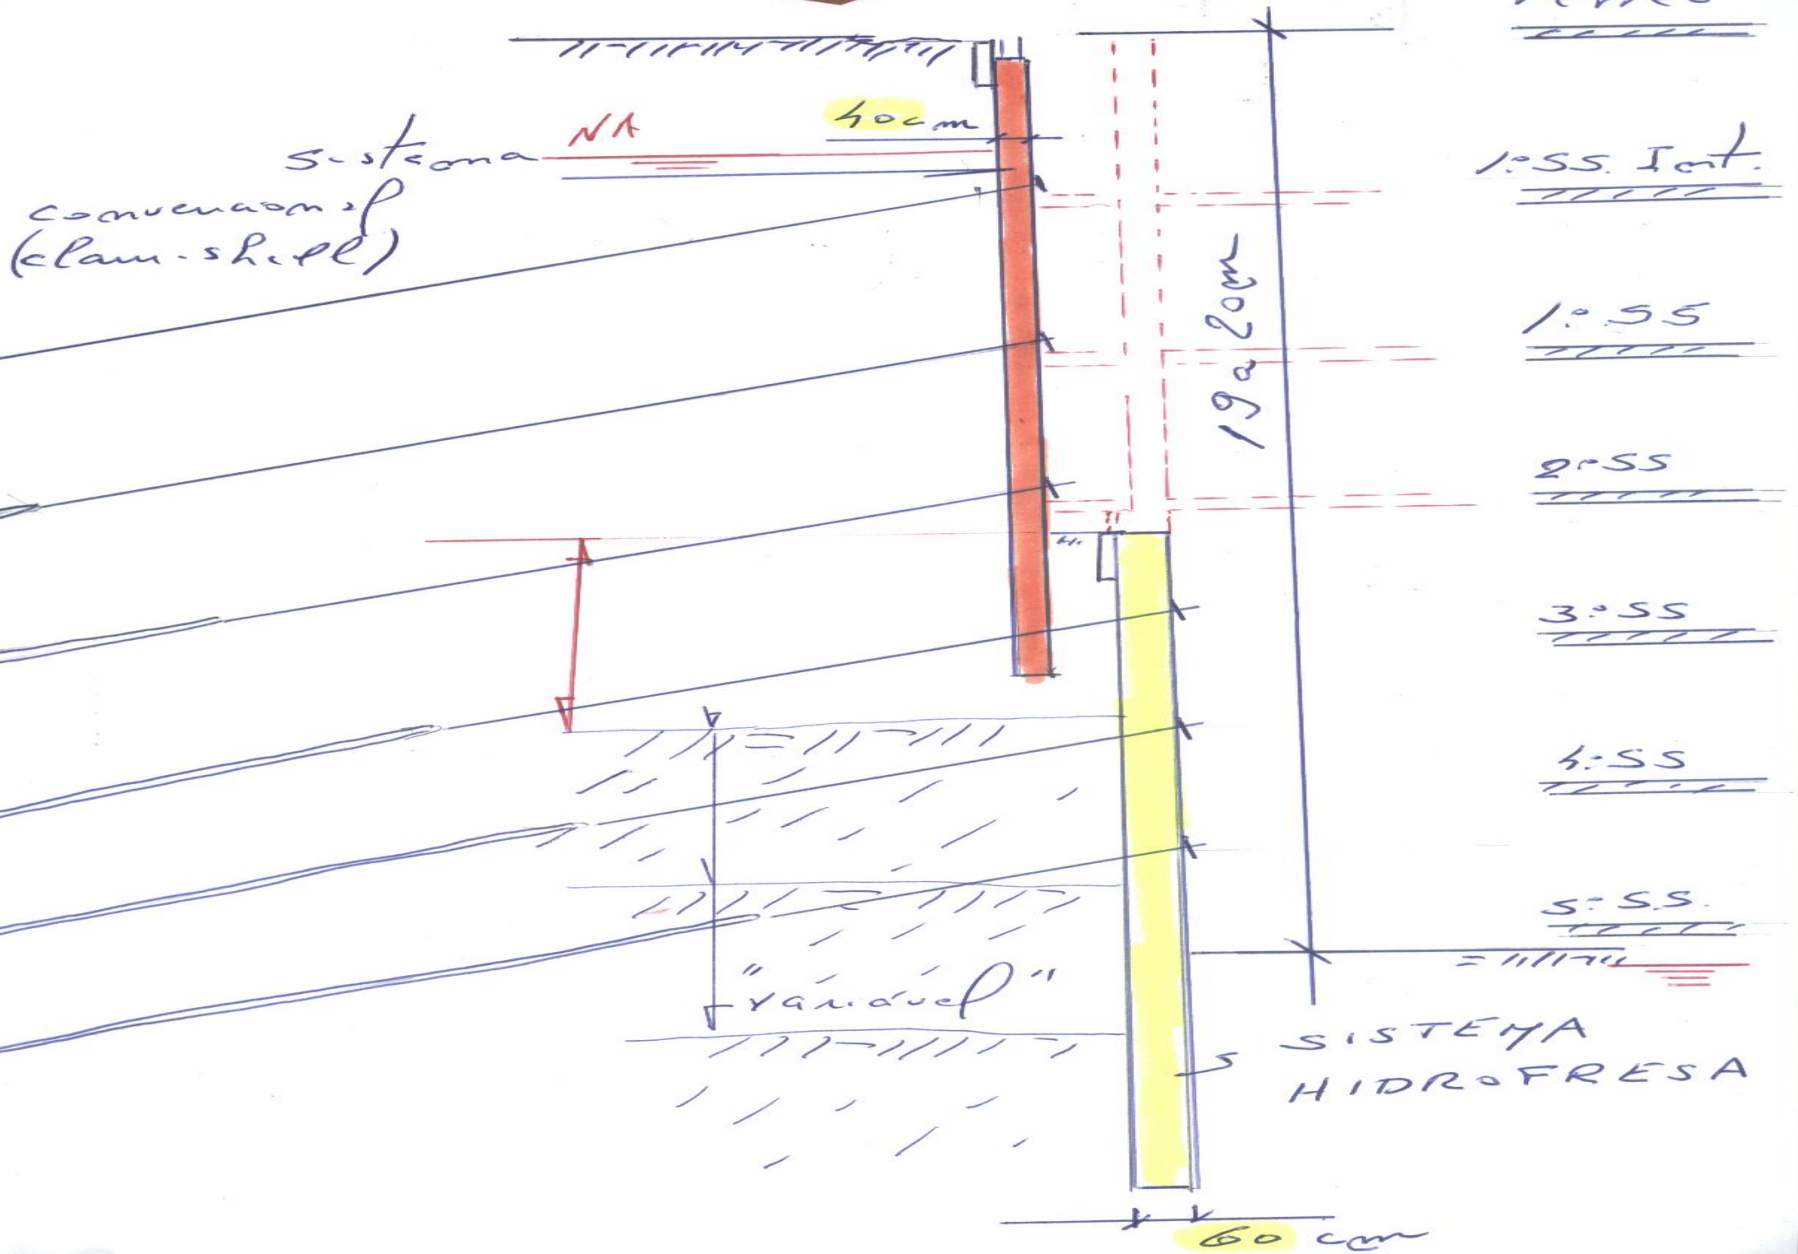 40cm
NA
sistema
convencional
(clam-shell)
1º SS. Int.
19 a 20m
1º SS
2º SS
3º SS
4º SS
5º S.S.
"variável"
SISTEMA
HIDROFRESA
60 cm